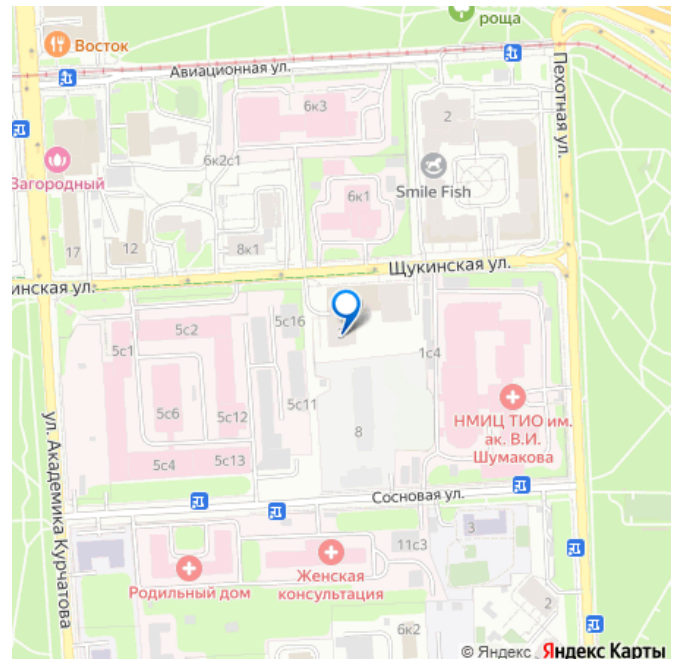 роща
Восток
Авиационная ул.
Пехотная ул.
6к3
2
6к2с1
Загородный
Smile Fish
6к1
17
12
8к1
Щукинская ул.
инская ул.
5с16
5с2
5с1
1с4
5с6
5с11
5с12
НМИЦ ТИО им.
ак. В.И.
Шумакова
8
5с4
5с13
ул. Академика Курчатова
Сосновая ул.
3
11с3
Родильный дом
Женская
консультация
2
6к2
© Яндекс Яндекс Карты